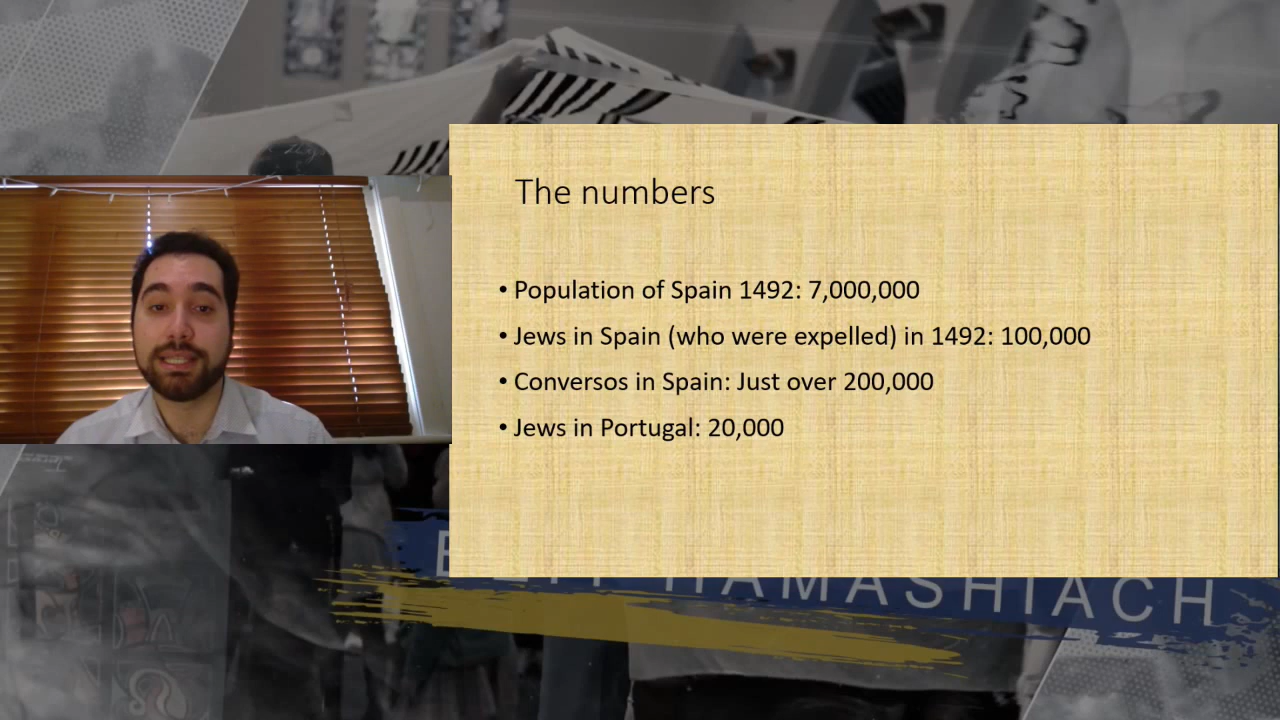 The numbers
• Population of Spain 1492: 7,000,000
• Jews in Spain (who were expelled) in 1492: 100,000
• Conversos in Spain: Just over 200,000
• Jews in Portugal: 20,000
HAMASHIACH